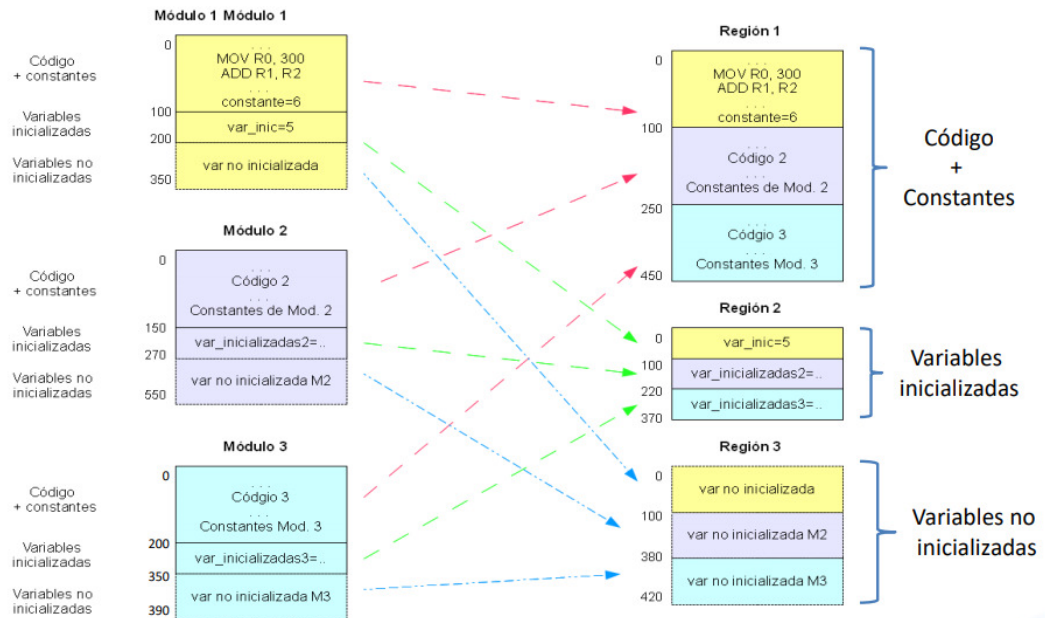 Módulo 1 Módulo 1
Código
+ constantes
0
. . .
MOV R0, 300
ADD R1, R2
. . .
constante=6
Variables
inicializadas
100
var_inic=5
200
Variables no
inicializadas
var no inicializada
350
Módulo 2
0
Código
+ constantes
. . .
Código 2
. . .
Constantes de Mod. 2
150
Variables
inicializadas
var_inicializadas2=..
270
Variables no
inicializadas
var no inicializada M2
550
Módulo 3
0
Código
+ constantes
. . .
Códgio 3
. . .
Constantes Mod. 3
200
Variables
inicializadas
var_inicializadas3=..
350
Variables no
inicializadas
var no inicializada M3
390
Región 1
0
. . .
MOV R0, 300
ADD R1, R2
. . .
constante=6
100
. . .
Código 2
. . .
Constantes de Mod. 2
250
. . .
Códgio 3
. . .
Constantes Mod. 3
450
Código
+
Constantes
Región 2
0
var_inic=5
100
var_inicializadas2=..
220
var_inicializadas3=..
370
Variables
inicializadas
Región 3
0
var no inicializada
100
var no inicializada M2
380
var no inicializada M3
420
Variables no
inicializadas